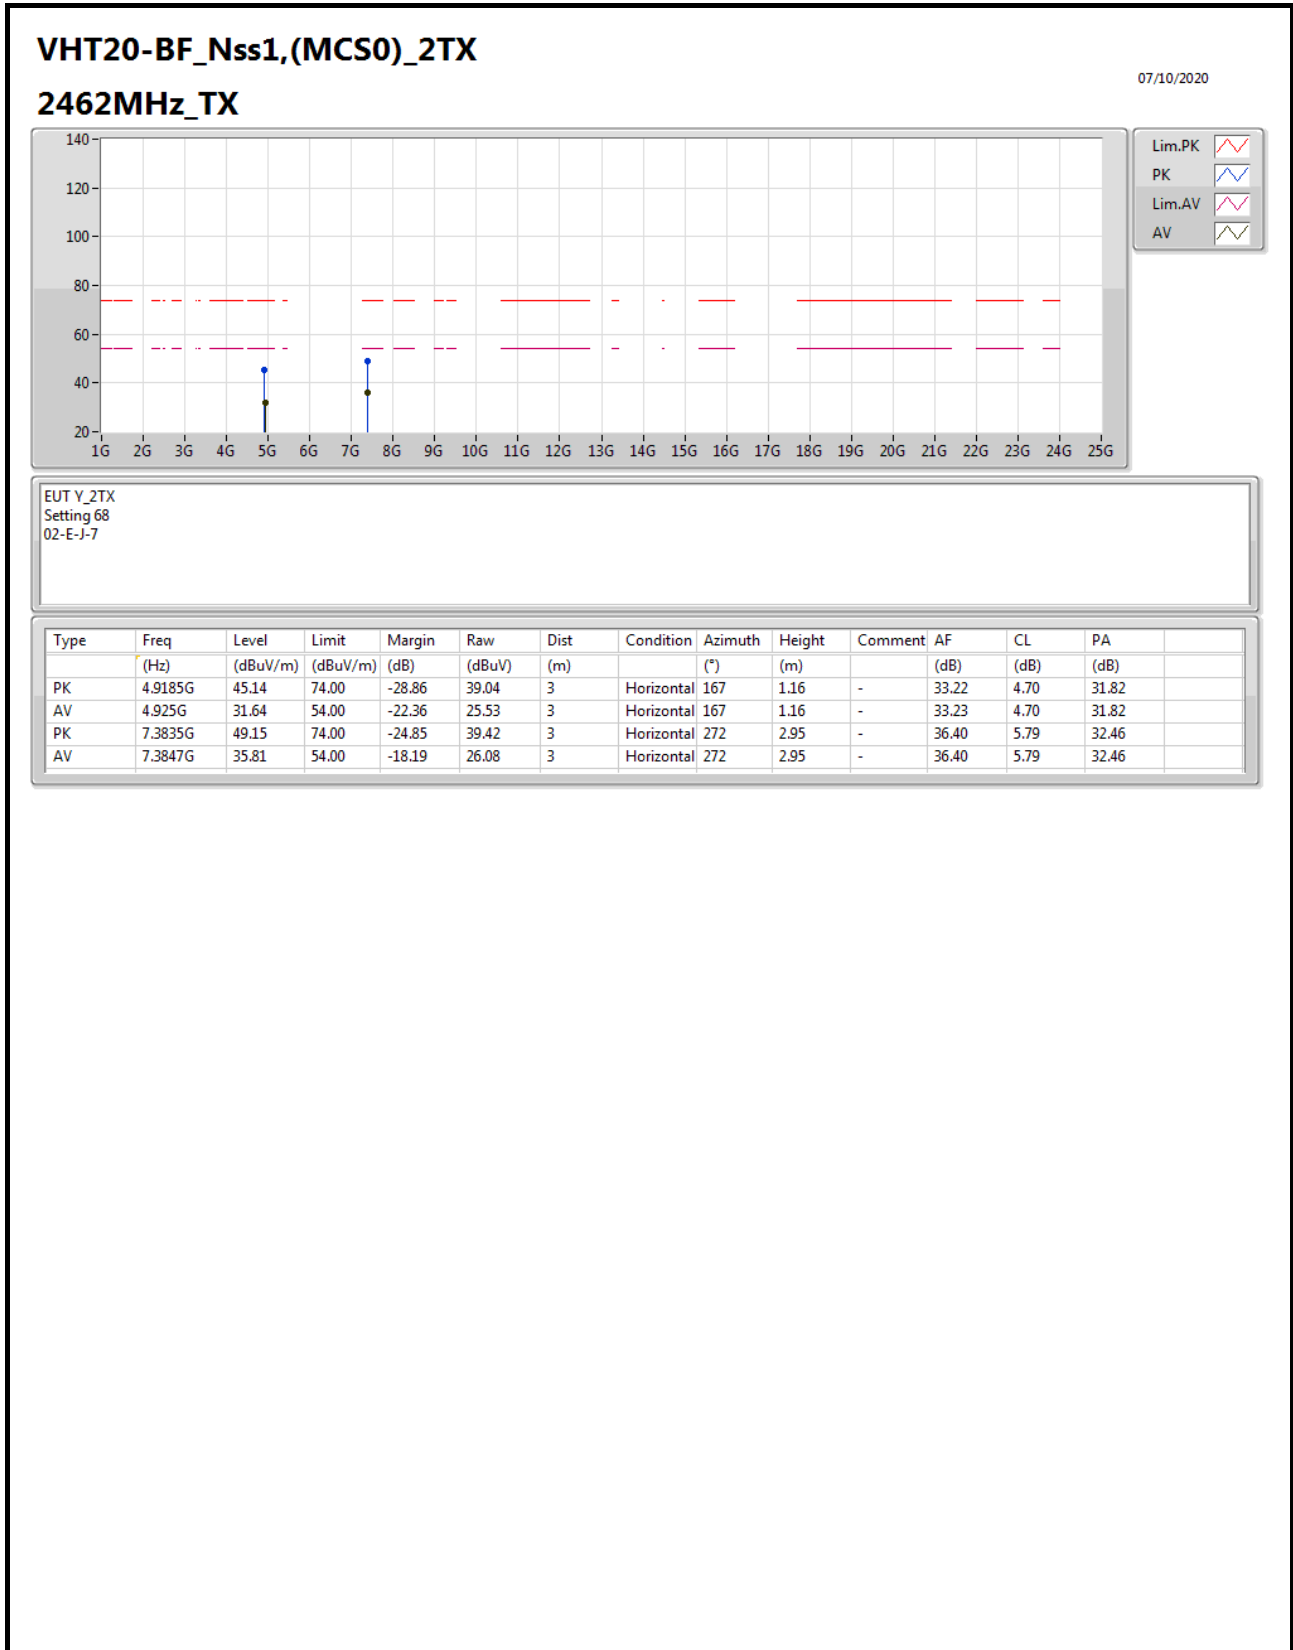 VHT20-BF_Nss1,(MCS0)_2TX
07/10/2020
2462MHz_TX
140
120
100
80
60
40
20
1G 2G 3G 4G 5G 6G 7G 8G 9G 10G 11G 12G 13G 14G 15G 16G 17G 18G 19G 20G 21G 22G 23G 24G 25G
Lim.PK
PK
Lim.AV
AV
EUT Y_2TX
Setting 68
02-E-J-7
Type Freq Level Limit Margin Raw Dist Condition Azimuth Height Comment AF CL PA
(Hz) (dBuV/m) (dBuV/m) (dB) (dBuV) (m) (°) (m) (dB) (dB) (dB)
PK 4.9185G 45.14 74.00 -28.86 39.04 3 Horizontal 167 1.16 - 33.22 4.70 31.82
AV 4.925G 31.64 54.00 -22.36 25.53 3 Horizontal 167 1.16 - 33.23 4.70 31.82
PK 7.3835G 49.15 74.00 -24.85 39.42 3 Horizontal 272 2.95 - 36.40 5.79 32.46
AV 7.3847G 35.81 54.00 -18.19 26.08 3 Horizontal 272 2.95 - 36.40 5.79 32.46